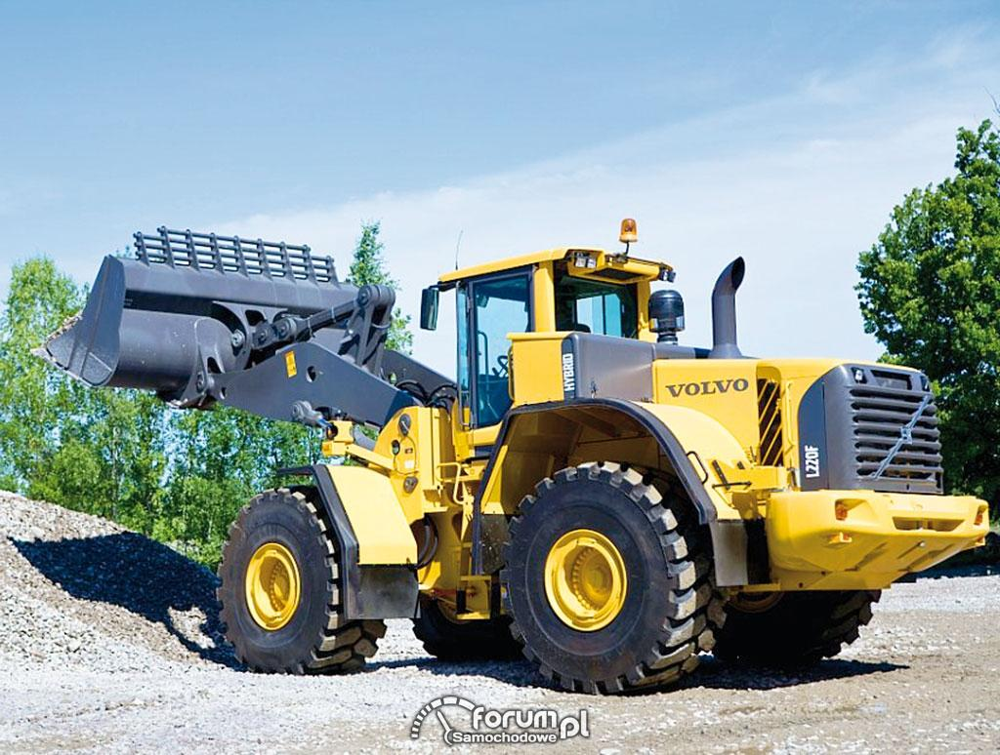 HYBRID
VOLVO
L220F
forum.pl
Samochodowe